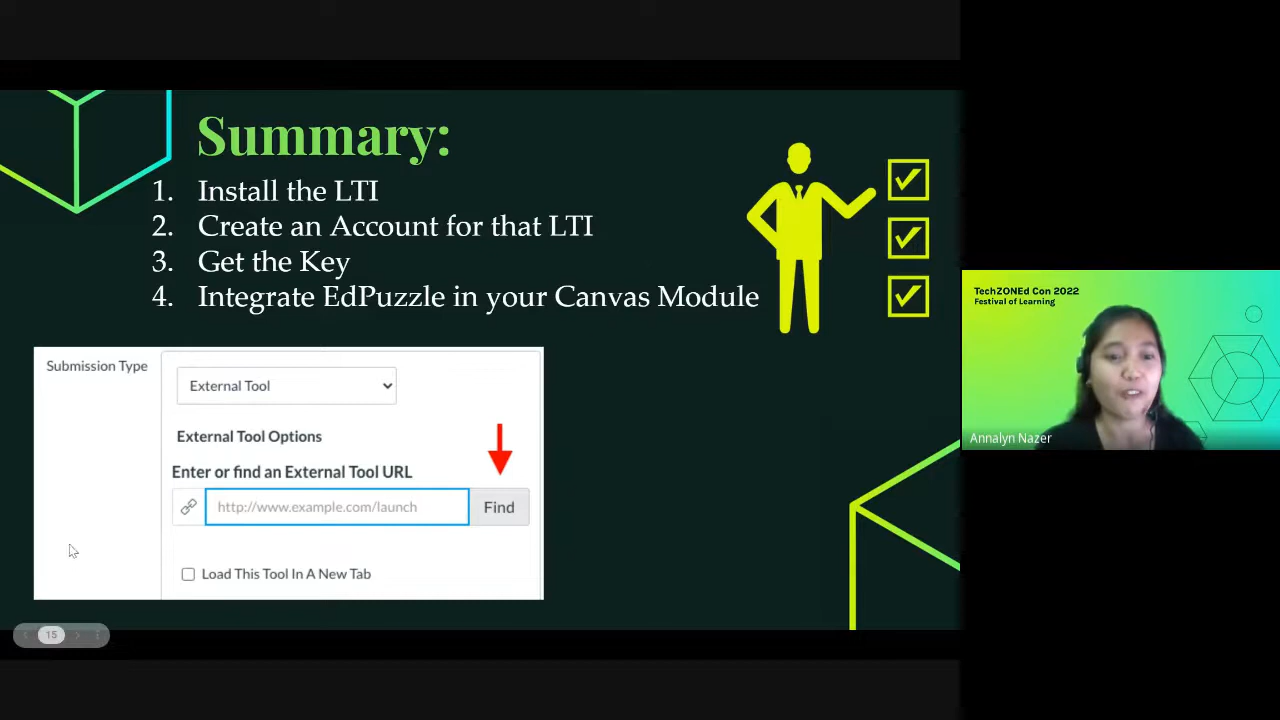 Summary:
1. Install the LTI
2. Create an Account for that LTI
3. Get the Key
4. Integrate EdPuzzle in your Canvas Module
Submission Type
External Tool
External Tool Options
Enter or find an External Tool URL
http://www.example.com/launch
Find
Load This Tool In A New Tab
15
TechZONEd Con 2022
Festival of Learning
Annalyn Nazer